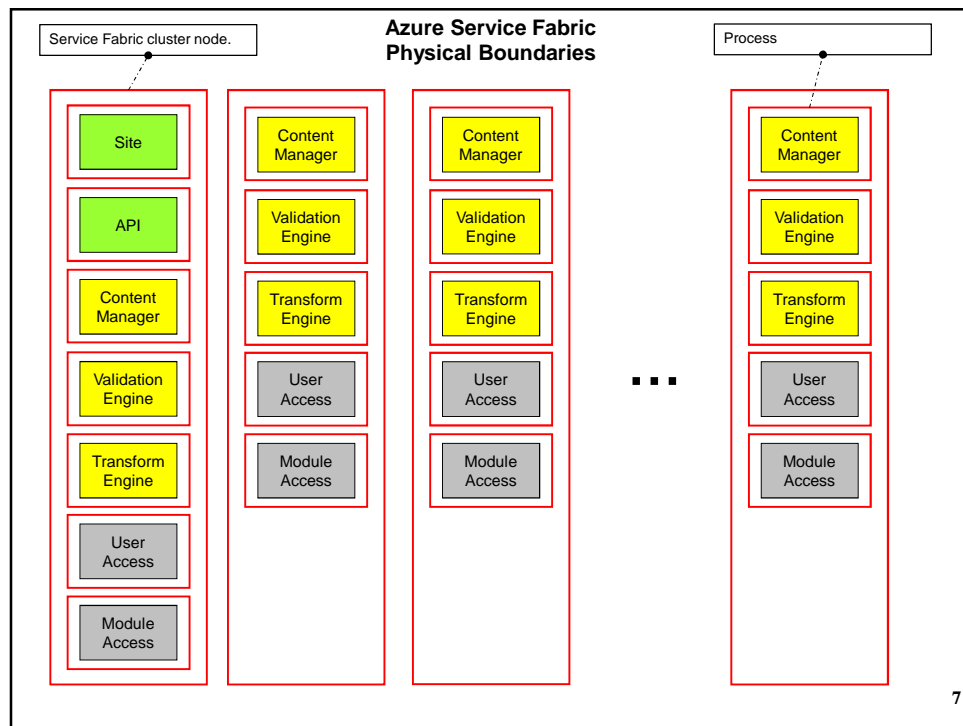 Azure Service Fabric
Physical Boundaries
Service Fabric cluster node.
Process
Site
API
Content
Manager
Validation
Engine
Transform
Engine
User
Access
Module
Access
Content
Manager
Validation
Engine
Transform
Engine
User
Access
Module
Access
Content
Manager
Validation
Engine
Transform
Engine
User
Access
Module
Access
...
Content
Manager
Validation
Engine
Transform
Engine
User
Access
Module
Access
7